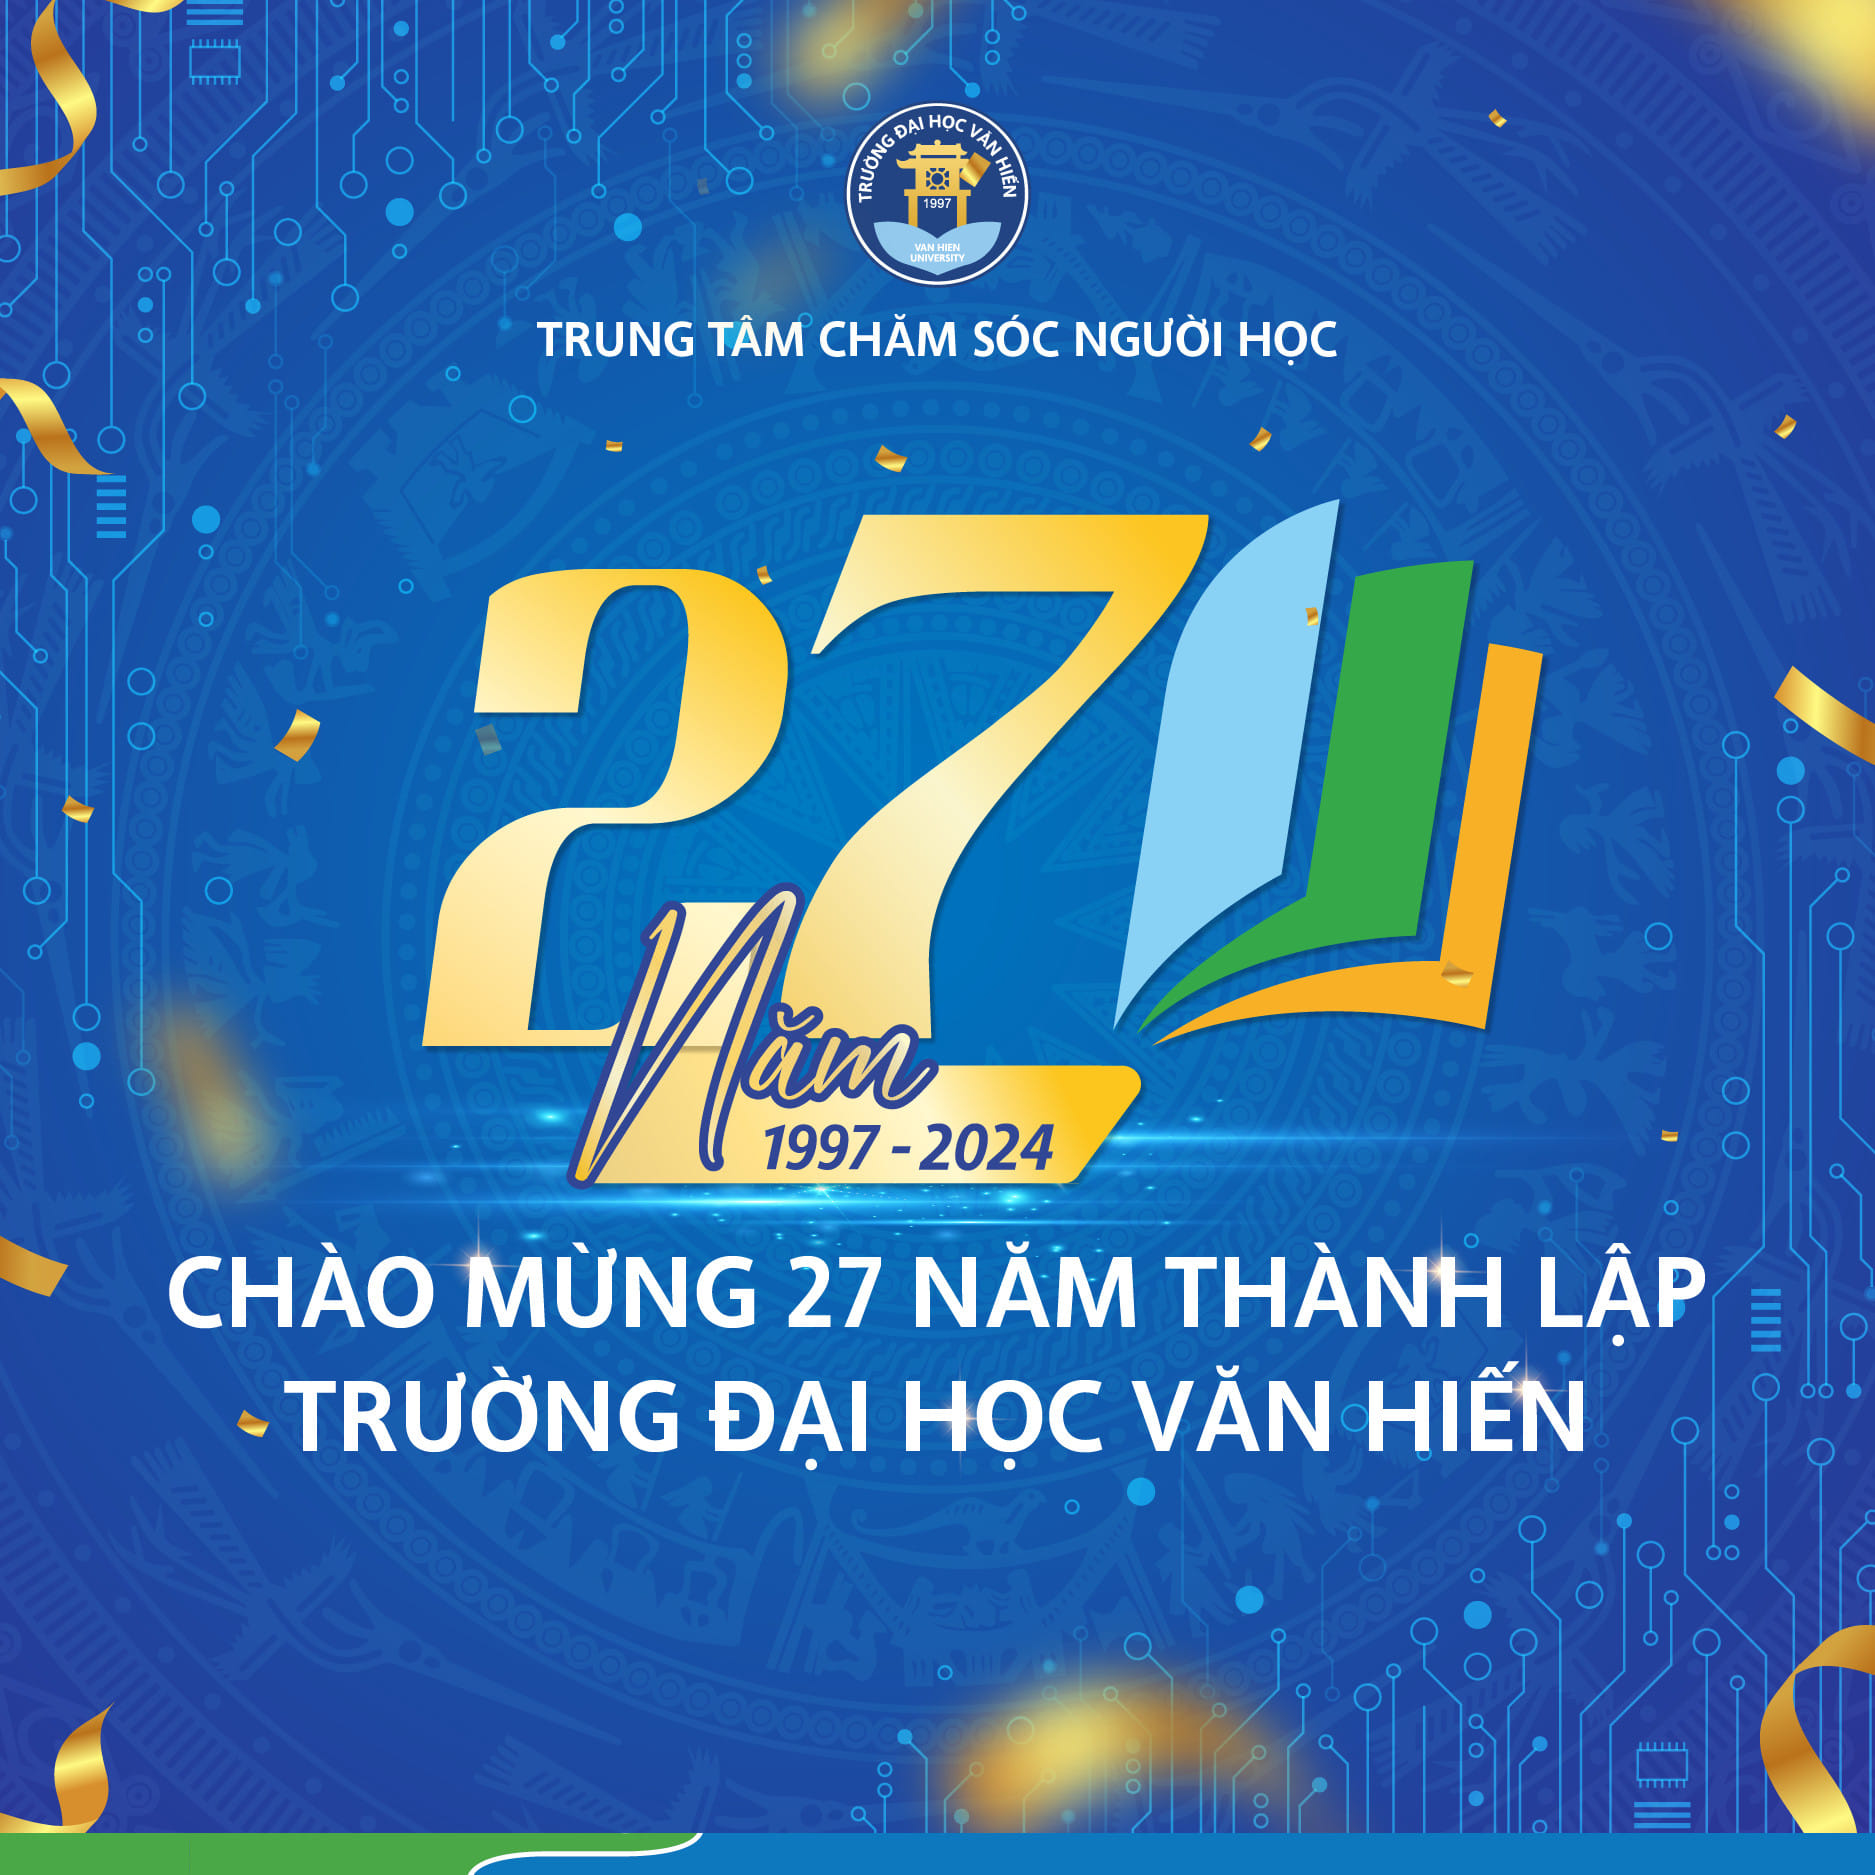 TRƯỜNG ĐẠI HỌC VĂN HIẾN
1997
VAN HIEN
UNIVERSITY
TRUNG TÂM CHĂM SÓC NGƯỜI HỌC
27
Năm
1997 - 2024
CHÀO MỪNG 27 NĂM THÀNH LẬP
TRƯỜNG ĐẠI HỌC VĂN HIẾN